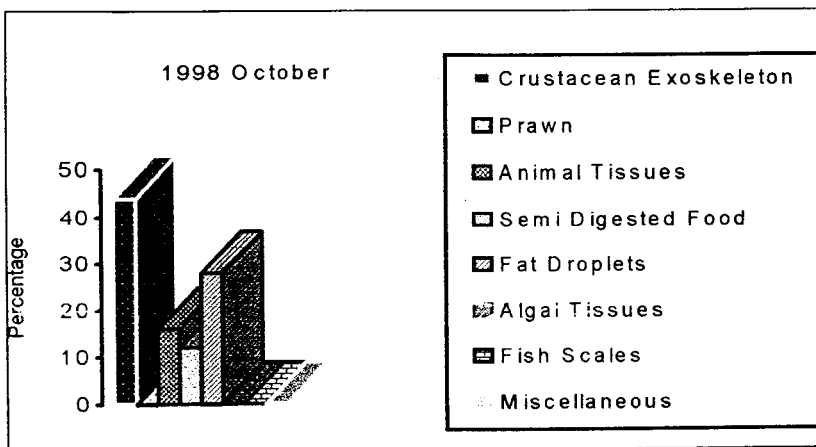 1998 October
50
40
30
20
10
0
Percentage
Crustacean Exoskeleton
Prawn
Animal Tissues
Semi Digested Food
Fat Droplets
Algai Tissues
Fish Scales
Miscellaneous